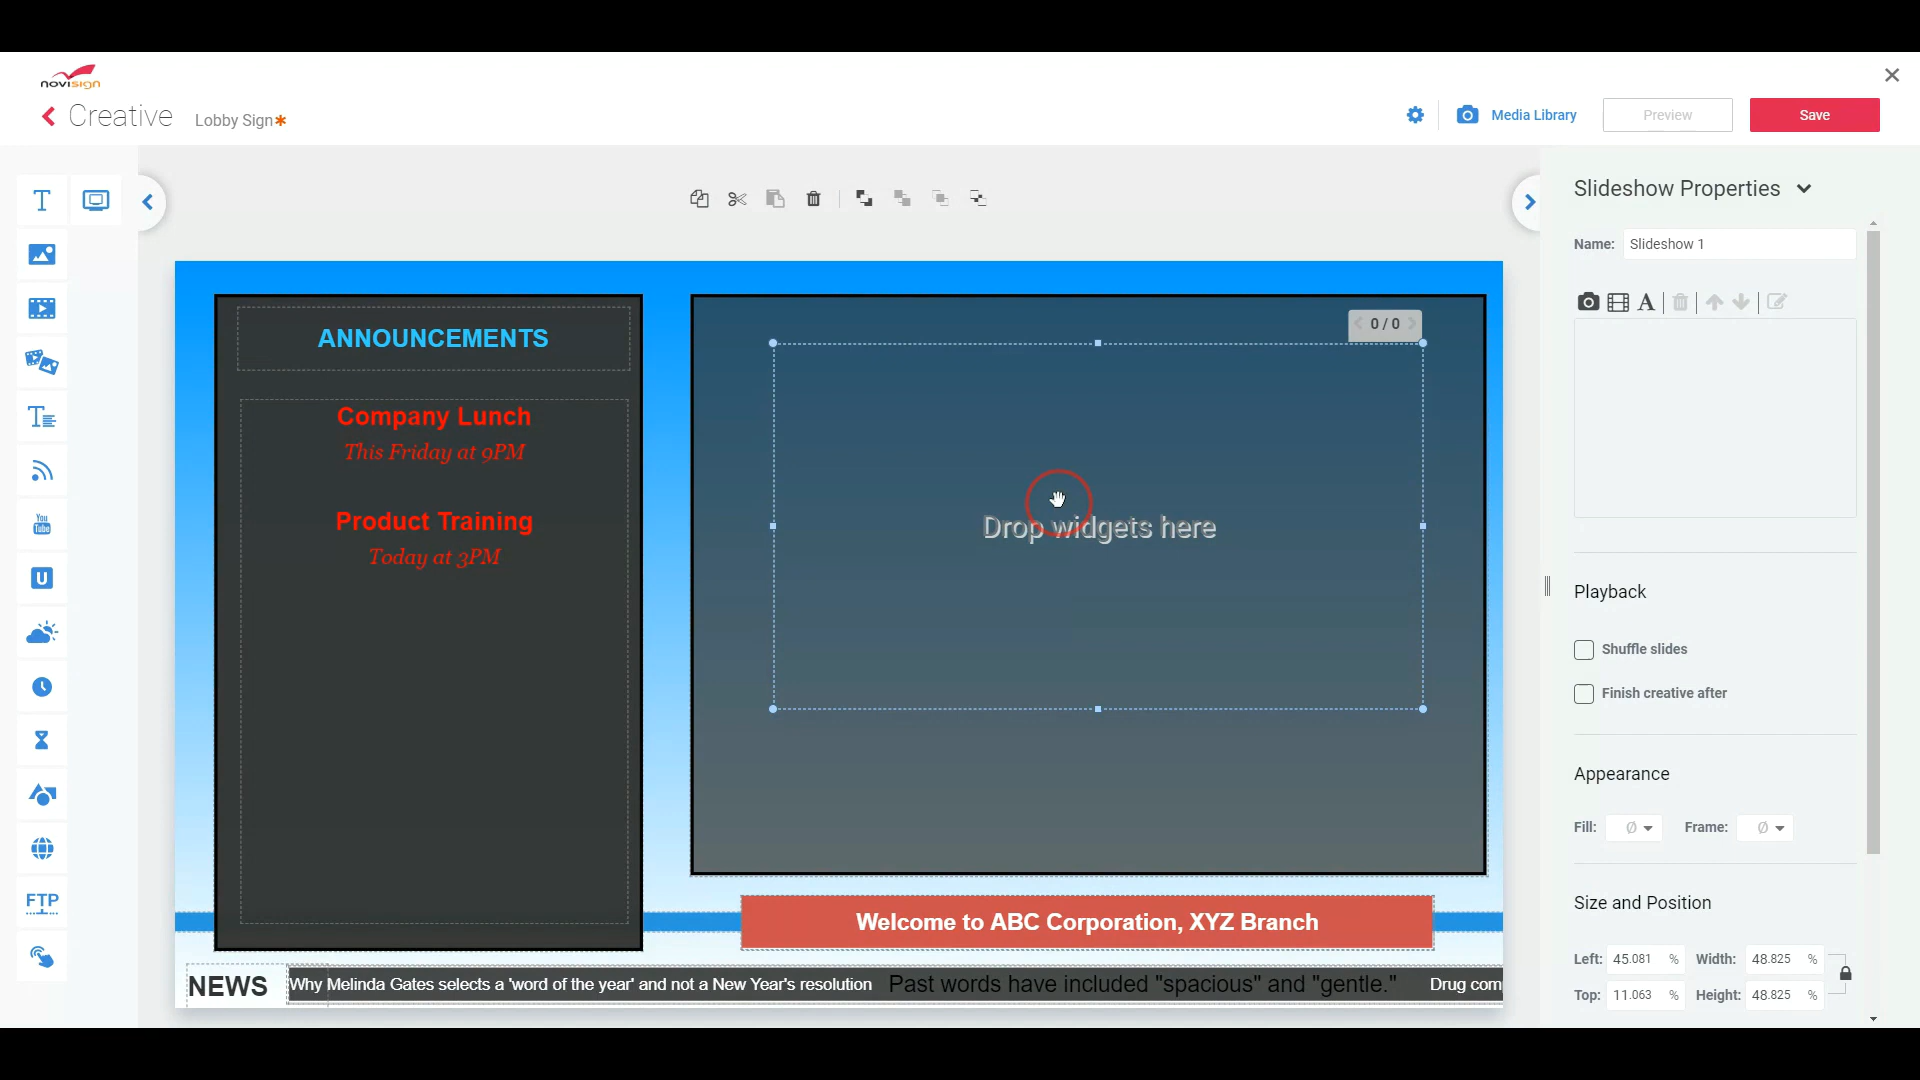 novisign
Creative
Lobby Sign*
Media Library
Preview
Save
T
Slideshow Properties
Name:
Slideshow 1
A
0 / 0
ANNOUNCEMENTS
Company Lunch
This Friday at 9PM
Product Training
Today at 3PM
Drop widgets here
T
You
Tube
U
FTP
Playback
Shuffle slides
Finish creative after
Appearance
Fill: Ø
Frame: Ø
Size and Position
Left: 45.081 % Width: 48.825 %
Top: 11.063 % Height: 48.825 %
Welcome to ABC Corporation, XYZ Branch
NEWS
Why Melinda Gates selects a 'word of the year' and not a New Year's resolution Past words have included "spacious" and "gentle." Drug com